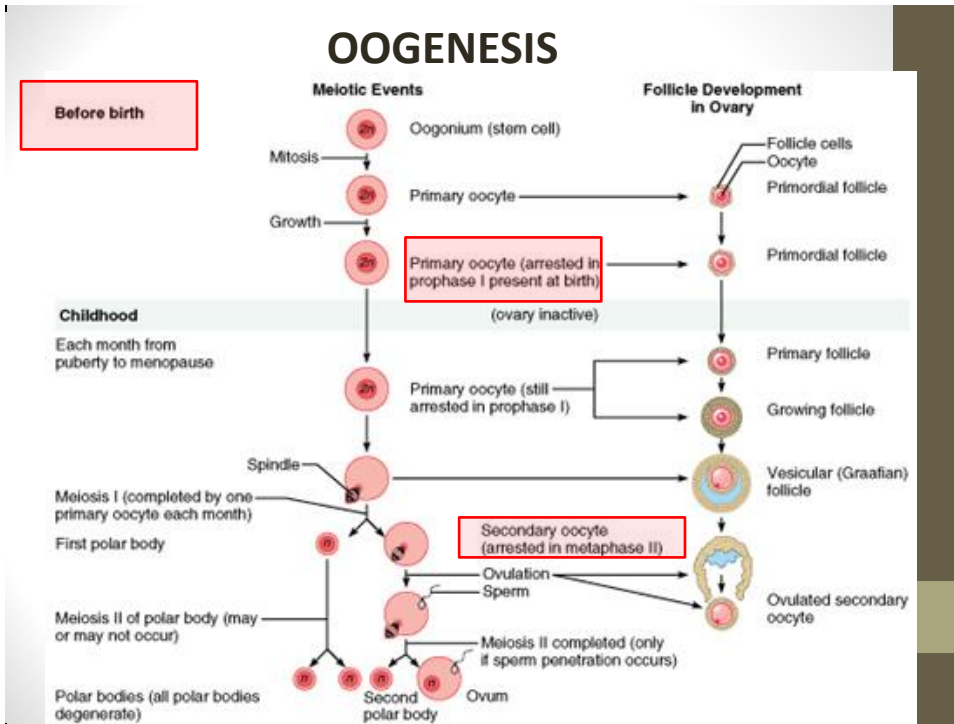 OOGENESIS
Meiotic Events
Follicle Development
in Ovary
Before birth
2n
Oogonium (stem cell)
Follicle cells
Mitosis
Oocyte
2n
Primary oocyte
Primordial follicle
Growth
2n
Primary oocyte (arrested in
prophase I present at birth)
Primordial follicle
Childhood
(ovary inactive)
Each month from
puberty to menopause
Primary follicle
2n
Primary oocyte (still
arrested in prophase I)
Growing follicle
Spindle
Vesicular (Graafian)
follicle
Meiosis I (completed by one
primary oocyte each month)
Secondary oocyte
(arrested in metaphase II)
First polar body
n
Ovulation
Sperm
Ovulated secondary
oocyte
Meiosis II of polar body (may
or may not occur)
Meiosis II completed (only
if sperm penetration occurs)
n
n
n
n
Polar bodies (all polar bodies
degenerate)
Second
polar body
Ovum